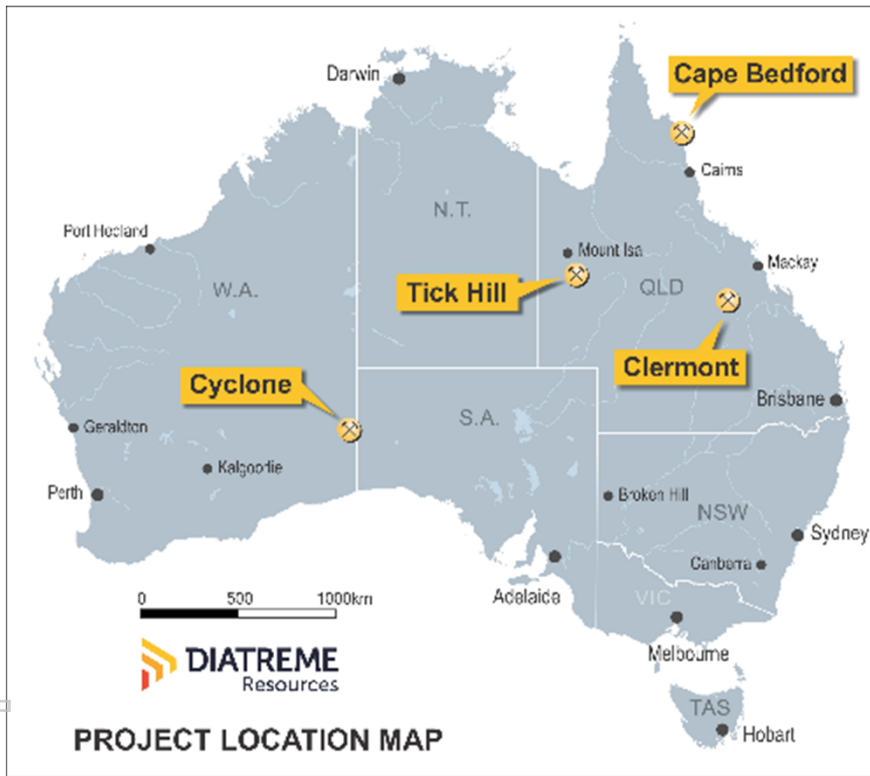 Darwin
Cape Bedford
Cairns
N.T.
Port Hedland
Mount Isa
Mackay
W.A.
Tick Hill
QLD
Clermont
Cyclone
Brisbane
S.A.
Geraldton
Kalgoorlie
Perth
Broken Hill
NSW
Sydney
Canberra
Adelaide
0 500 1000km
VIC
Melbourne
DIATREME
Resources
TAS
Hobart
PROJECT LOCATION MAP